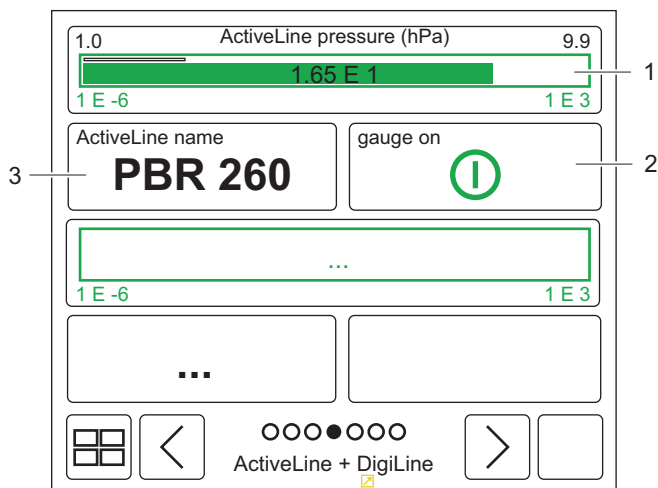 ActiveLine pressure (hPa)
1.0 9.9
1.65 E 1
1 E -6 1 E 3
1
ActiveLine name
PBR 260
gauge on
2
3
...
1 E -6 1 E 3
...
ActiveLine + DigiLine